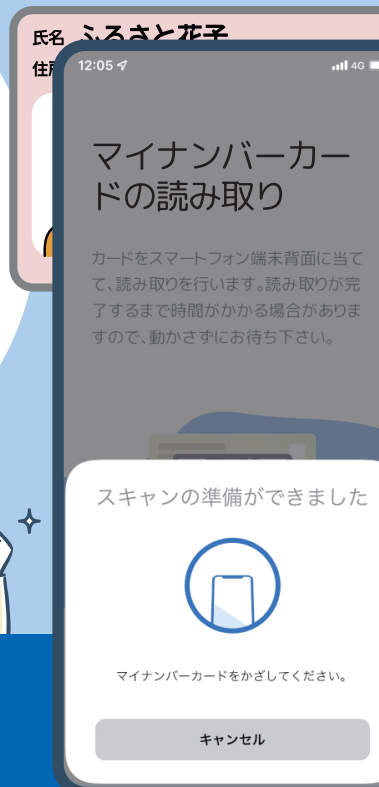 氏名 ふるさと花子
住所
12:05
4G
マイナンバーカー
ドの読み取り
カードをスマートフォン端末背面に当て
て、読み取りを行います。読み取りが完
了するまで時間がかかる場合がありま
すので、動かさずにお待ち下さい。
スキャンの準備ができました
マイナンバーカードをかざしてください。
キャンセル